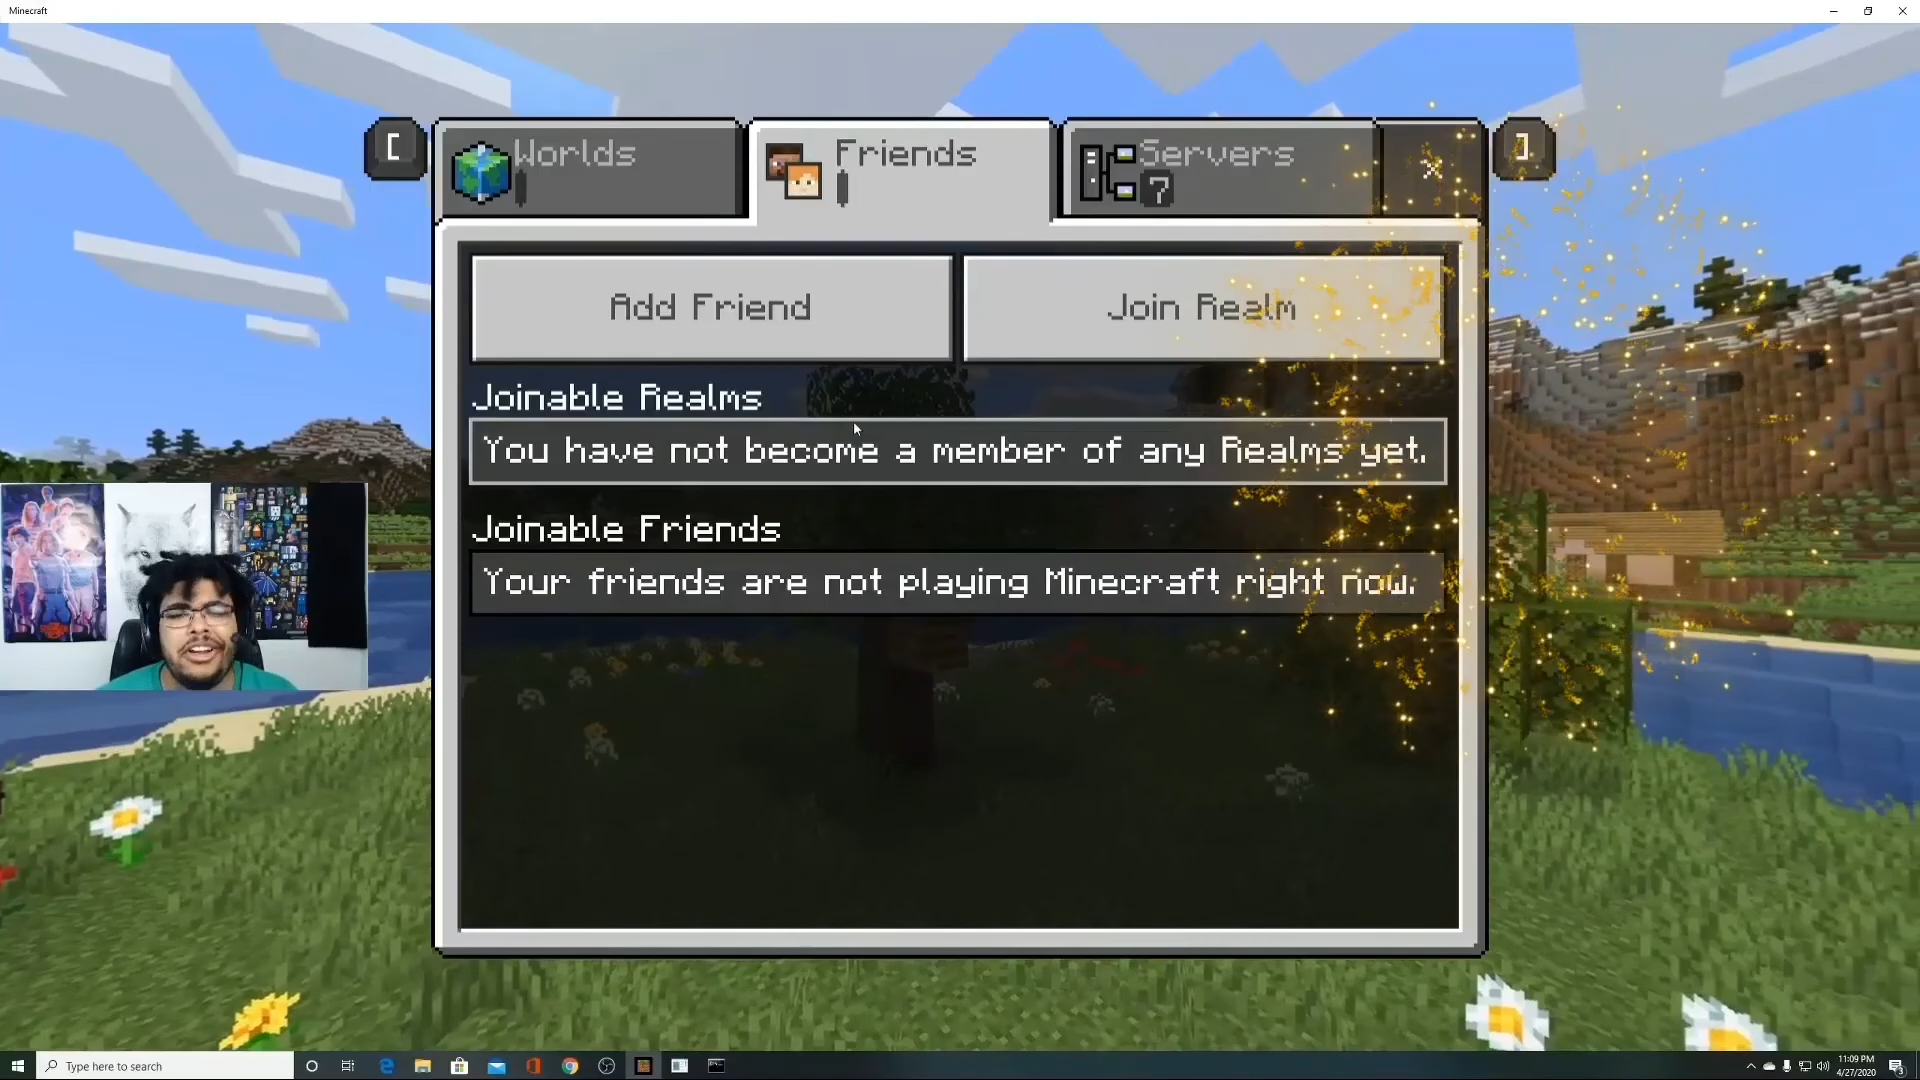 Minecraft
[
Worlds
Friends
Servers
7
]
Add Friend
Join Realm
Joinable Realms
You have not become a member of any Realms yet.
Joinable Friends
Your friends are not playing Minecraft right now.
Type here to search
11:09 PM
4/27/2020